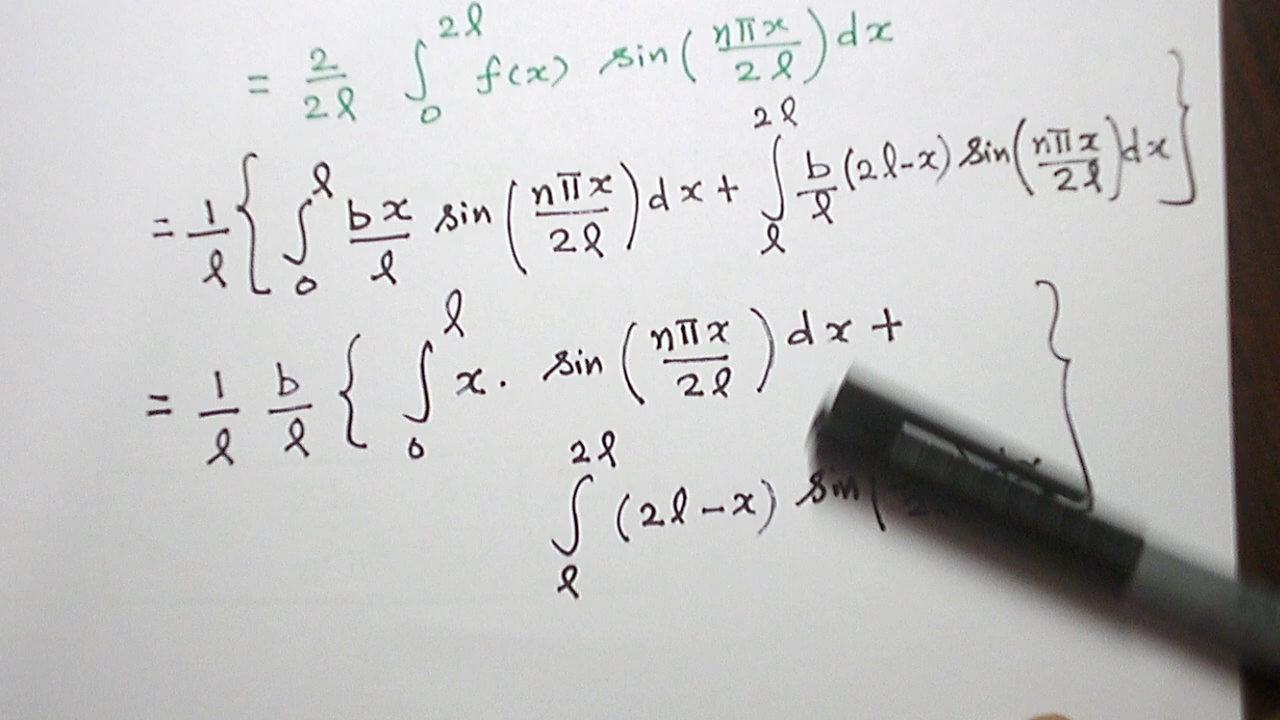 = 2/2l ∫₀^2l f(x) sin(nπx/2l) dx
= 1/l { ∫₀^l bx/l sin(nπx/2l) dx + ∫_l^2l b/l (2l-x) sin(nπx/2l) dx }
= 1/l b/l { ∫₀^l x. sin(nπx/2l) dx +
∫_l^2l (2l-x) sin( }